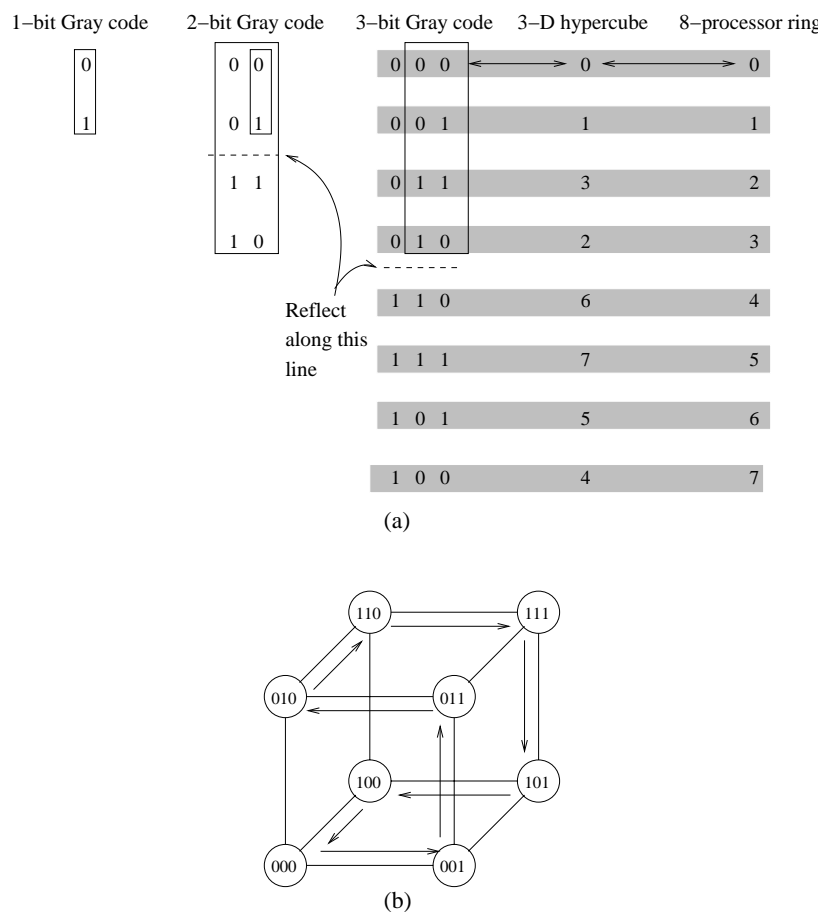 1−bit Gray code 2−bit Gray code 3−bit Gray code 3−D hypercube 8−processor ring
0 0 0 0 0 0 0 0
1 0 1 0 0 1 1 1
1 1 0 1 1 3 2
1 0 0 1 0 2 3
Reflect
along this
line
1 1 0 6 4
1 1 1 7 5
1 0 1 5 6
1 0 0 4 7
(a)
110 111
010 011
100 101
000 001
(b)